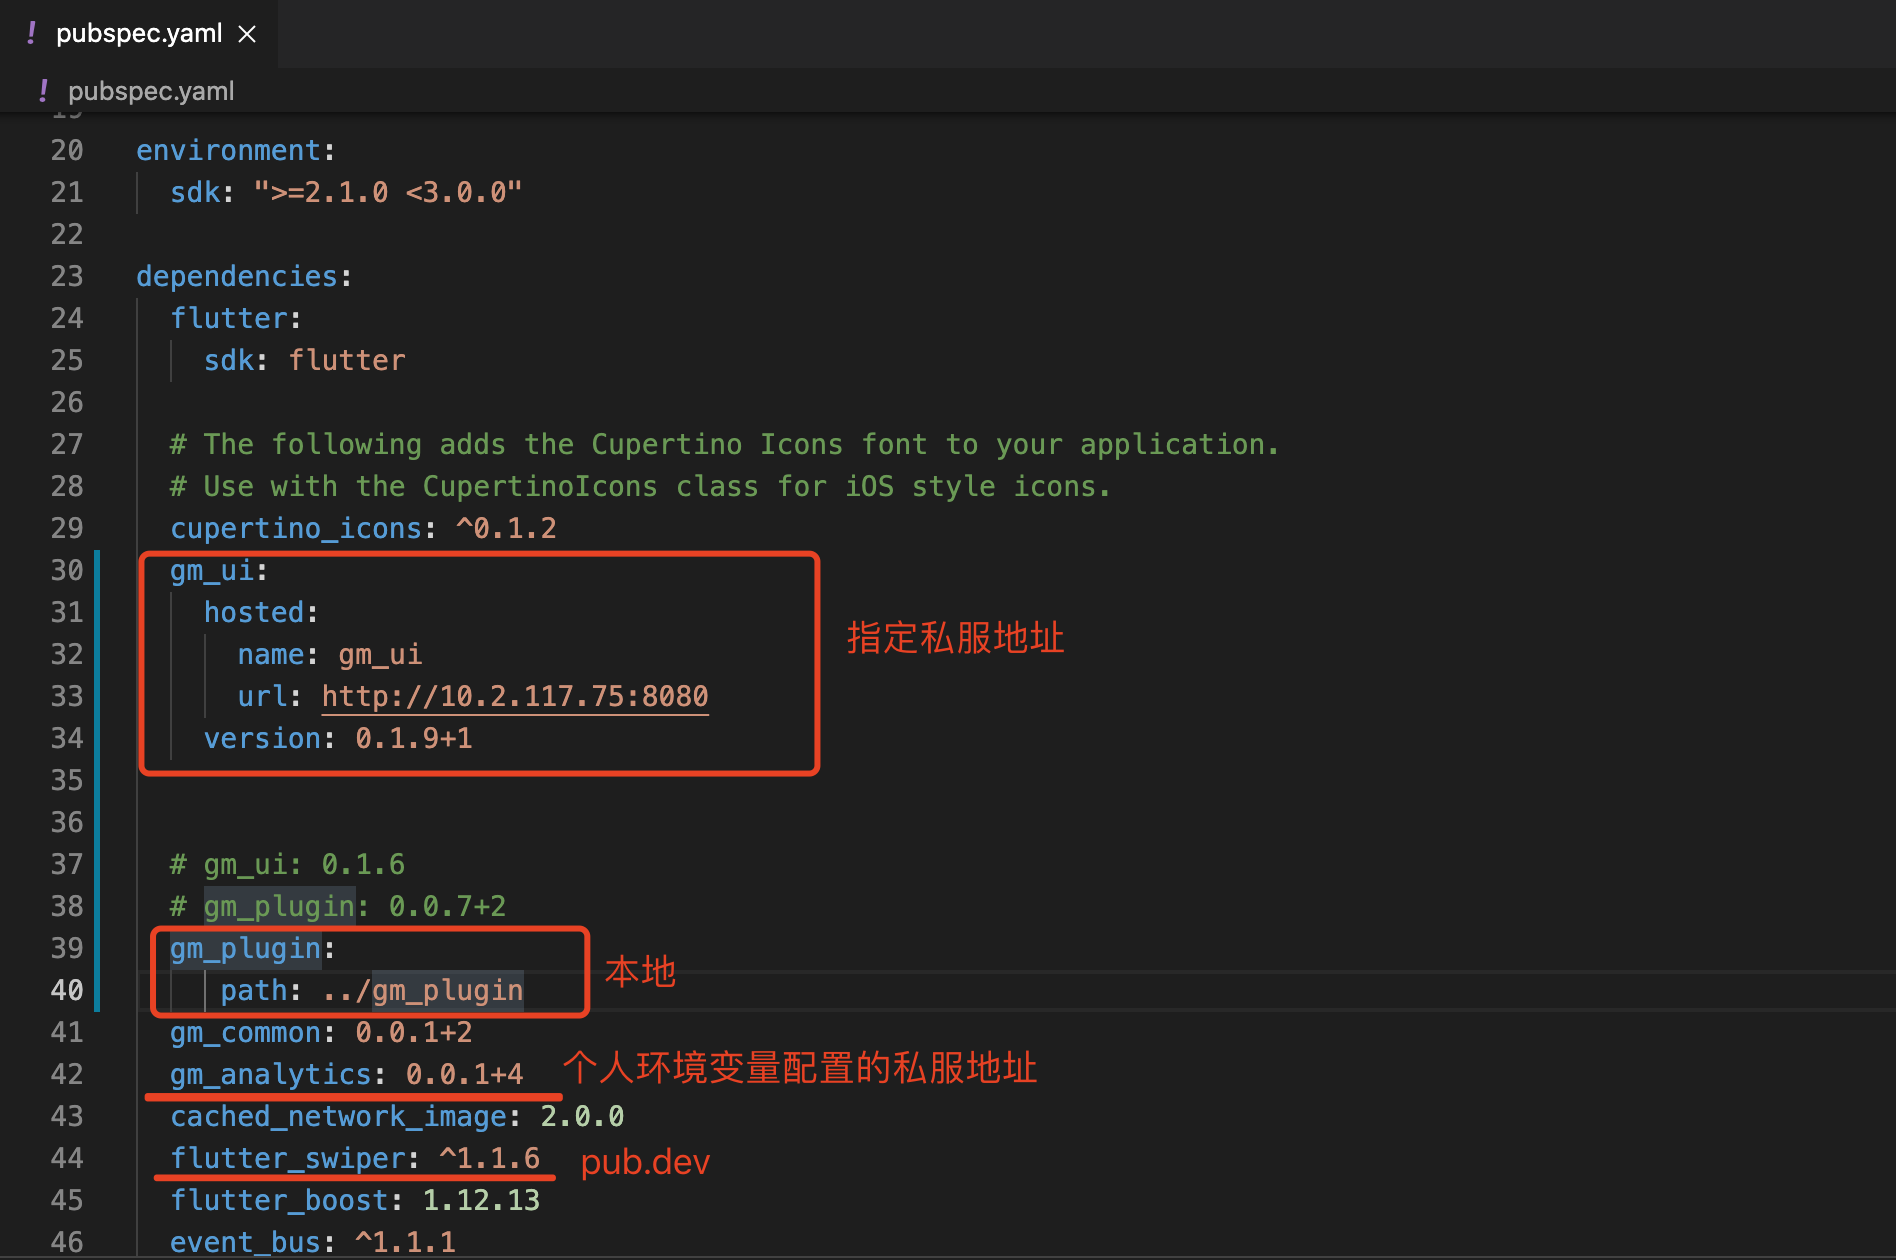 ! pubspec.yaml ×
! pubspec.yaml
19
20 environment:
21 sdk: ">=2.1.0 <3.0.0"
22
23 dependencies:
24 flutter:
25 sdk: flutter
26
27 # The following adds the Cupertino Icons font to your application.
28 # Use with the CupertinoIcons class for iOS style icons.
29 cupertino_icons: ^0.1.2
30 gm_ui:
31 hosted:
指定私服地址
32 name: gm_ui
33 url: http://10.2.117.75:8080
34 version: 0.1.9+1
35
36
37 # gm_ui: 0.1.6
38 # gm_plugin: 0.0.7+2
39 gm_plugin:
本地
40 path: ../gm_plugin
41 gm_common: 0.0.1+2
42 gm_analytics: 0.0.1+4 个人环境变量配置的私服地址
43 cached_network_image: 2.0.0
44 flutter_swiper: ^1.1.6 pub.dev
45 flutter_boost: 1.12.13
46 event_bus: ^1.1.1